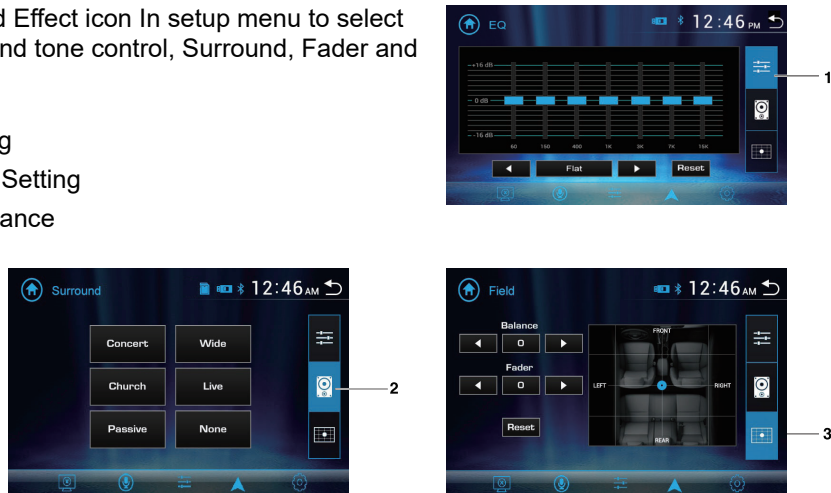 d Effect icon In setup menu to select
nd tone control, Surround, Fader and
g
Setting
ance
EQ 12:46 PM
+16 dB
0 dB
-16 dB
60 150 400 1K 3K 7K 15K
Flat Reset
1
Surround 12:46 AM
Concert Wide
Church Live
Passive None
2
Field 12:46 AM
Balance
0
Fader
0
Reset
FRONT
LEFT RIGHT
REAR
3